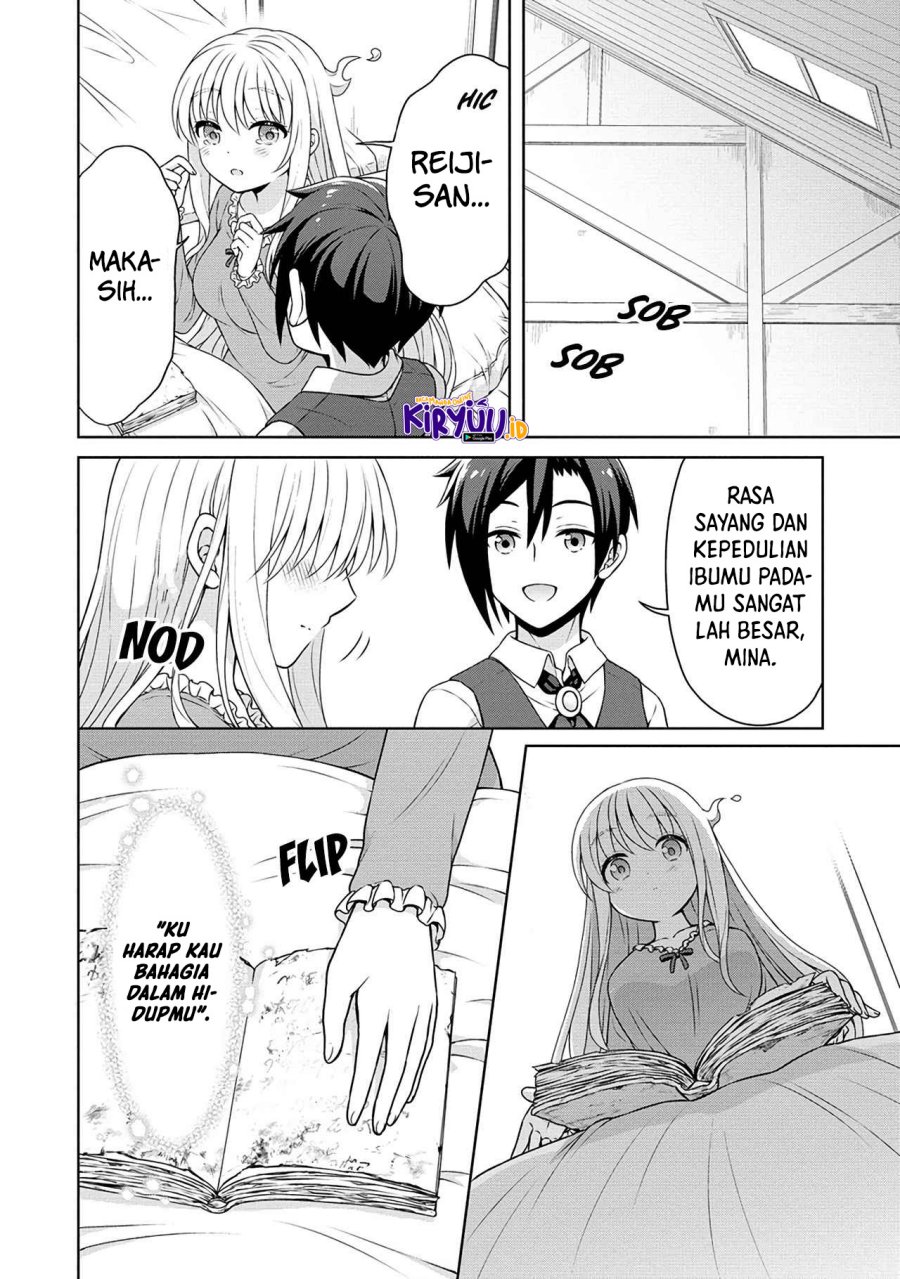 SOB
SOB
HIC
REIJI-
SAN...
MAKA-
SIH...
KIRYUU.ID
RASA
SAYANG DAN
KEPEDULIAN
IBUMU PADA-
MU SANGAT
LAH BESAR,
MINA.
NOD
FLIP
"KU
HARAP KAU
BAHAGIA
DALAM HI-
DUPMU".